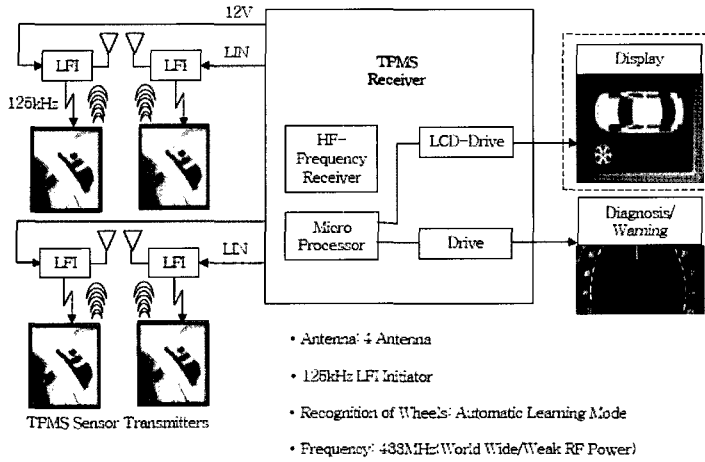 12V
LFI
LFI
LIN
125kHz
TPMS
Receiver
HF-
Frequency
Receiver
LCD-Drive
Micro
Processor
Drive
Display
Diagnosis/
Warning
LFI
LFI
LIN
TPMS Sensor Transmitters
• Antenna: 4 Antenna
• 125kHz LFI Initiator
• Recognition of Wheels: Automatic Learning Mode
• Frequency: 433MHz(World Wide/Weak RF Power)